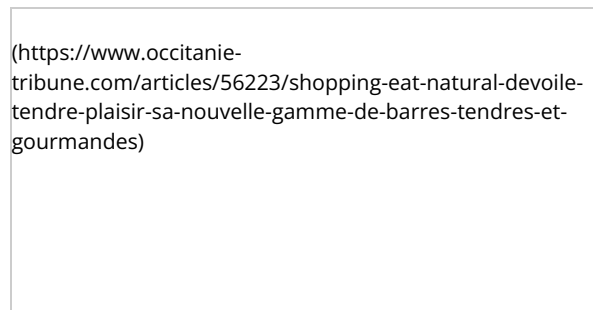 (https://www.occitanie-
tribune.com/articles/56223/shopping-eat-natural-devoile-
tendre-plaisir-sa-nouvelle-gamme-de-barres-tendres-et-
gourmandes)